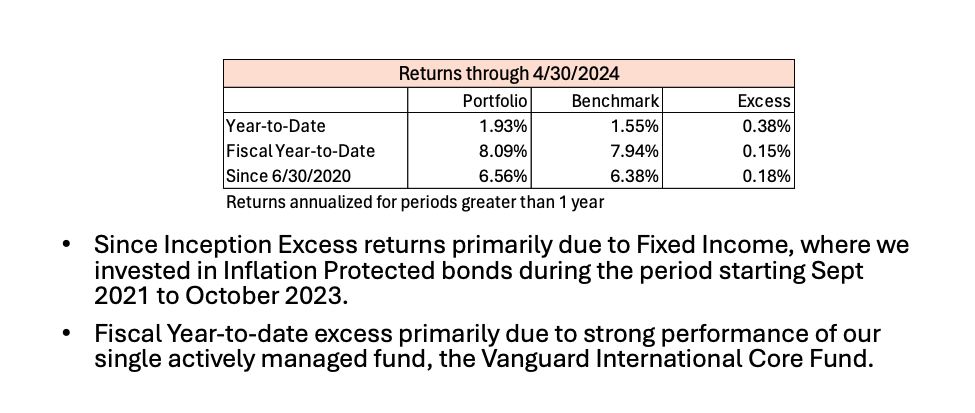 Returns through 4/30/2024
Portfolio Benchmark Excess
Year-to-Date 1.93% 1.55% 0.38%
Fiscal Year-to-Date 8.09% 7.94% 0.15%
Since 6/30/2020 6.56% 6.38% 0.18%
Returns annualized for periods greater than 1 year
• Since Inception Excess returns primarily due to Fixed Income, where we
invested in Inflation Protected bonds during the period starting Sept
2021 to October 2023.
• Fiscal Year-to-date excess primarily due to strong performance of our
single actively managed fund, the Vanguard International Core Fund.